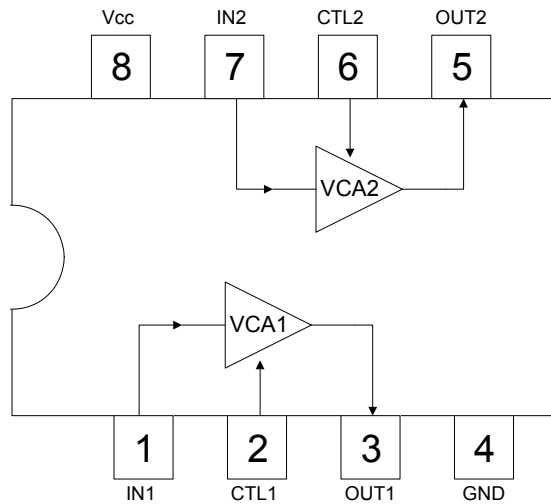 Vcc IN2 CTL2 OUT2
8 7 6 5
VCA2
VCA1
1 2 3 4
IN1 CTL1 OUT1 GND